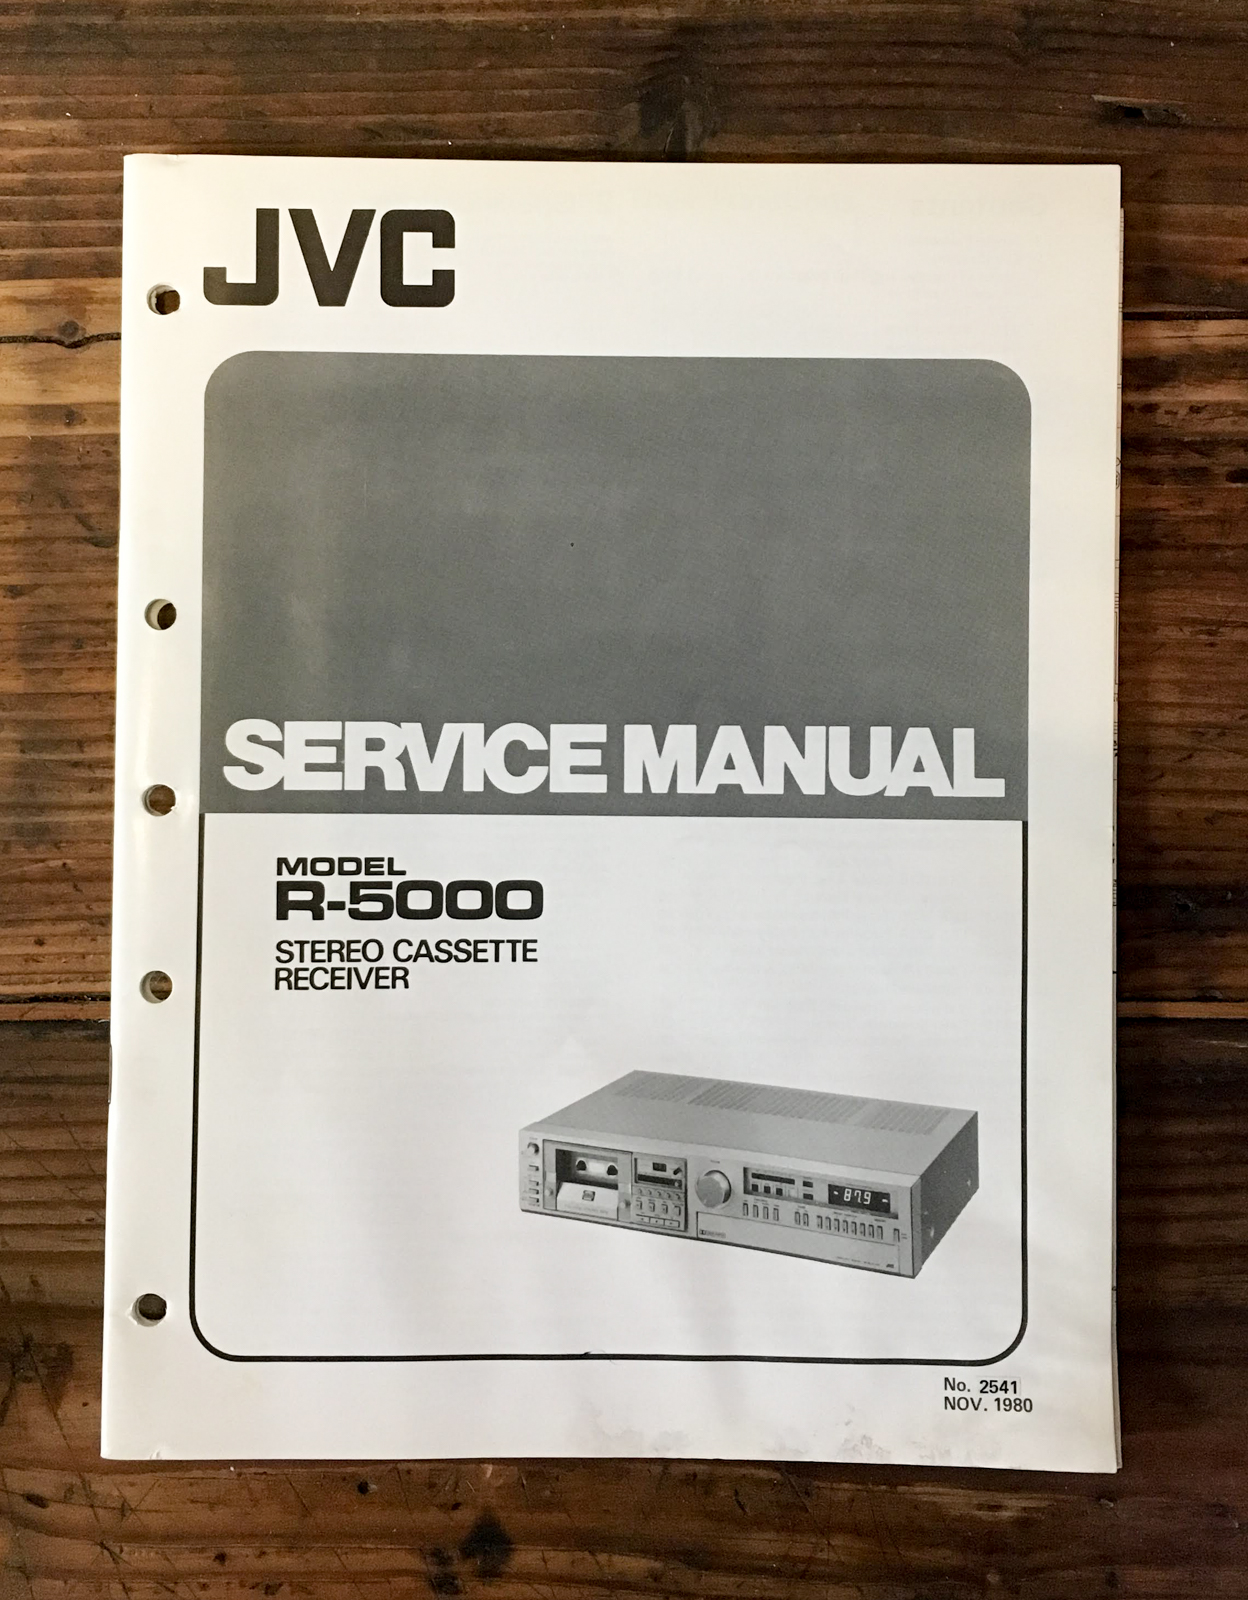 JVC
SERVICE MANUAL
MODEL
R-5000
STEREO CASSETTE
RECEIVER
87.9
No. 2541
NOV. 1980